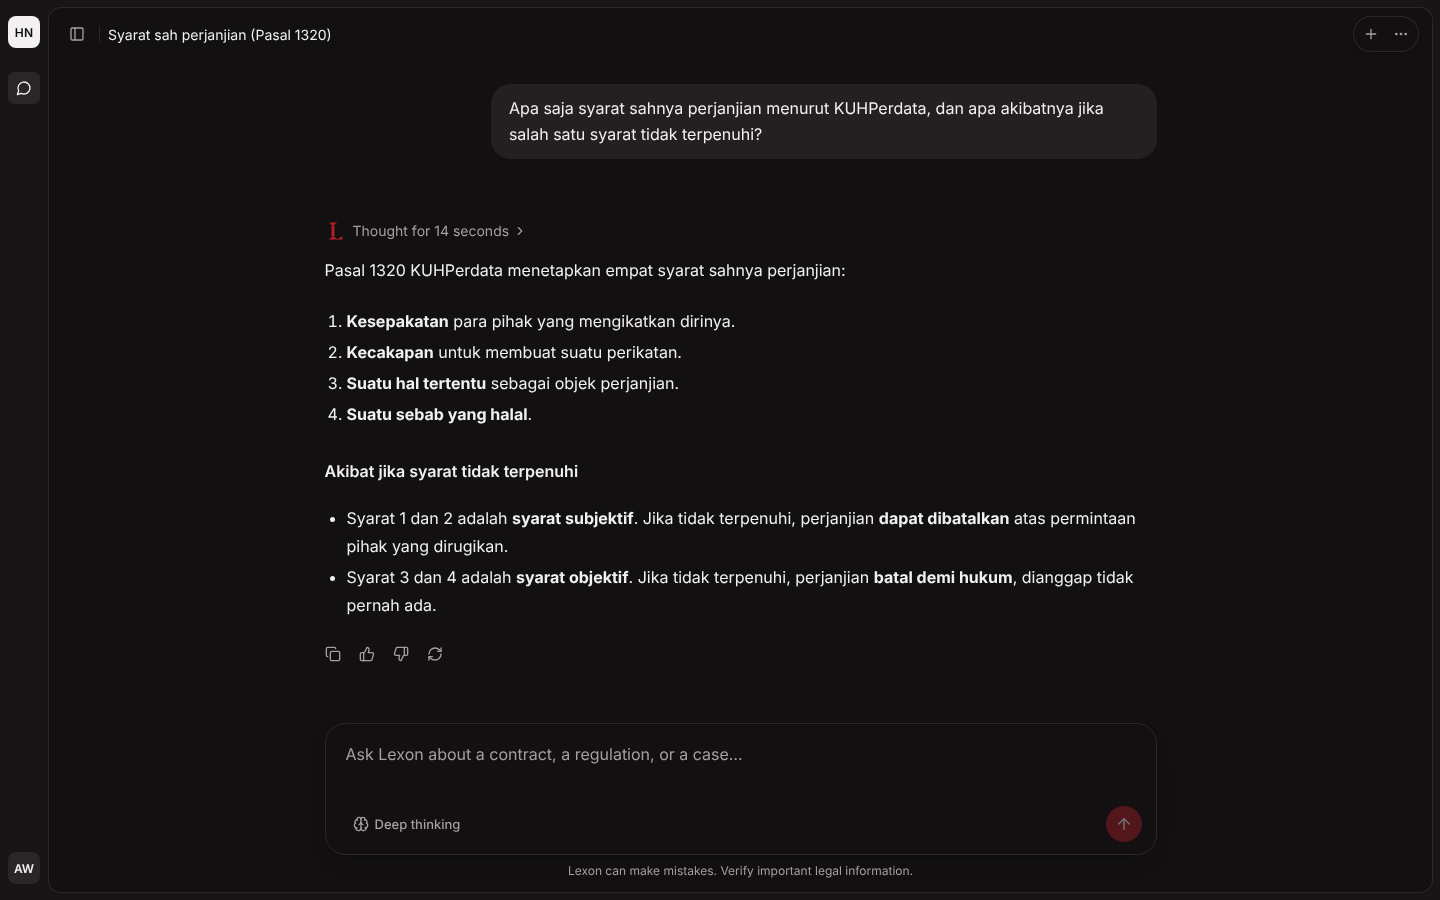 HN
Syarat sah perjanjian (Pasal 1320)
Apa saja syarat sahnya perjanjian menurut KUHPerdata, dan apa akibatnya jika
salah satu syarat tidak terpenuhi?
L Thought for 14 seconds
Pasal 1320 KUHPerdata menetapkan empat syarat sahnya perjanjian:
1. Kesepakatan para pihak yang mengikatkan dirinya.
2. Kecakapan untuk membuat suatu perikatan.
3. Suatu hal tertentu sebagai objek perjanjian.
4. Suatu sebab yang halal.
Akibat jika syarat tidak terpenuhi
• Syarat 1 dan 2 adalah syarat subjektif. Jika tidak terpenuhi, perjanjian dapat dibatalkan atas permintaan
pihak yang dirugikan.
• Syarat 3 dan 4 adalah syarat objektif. Jika tidak terpenuhi, perjanjian batal demi hukum, dianggap tidak
pernah ada.
Ask Lexon about a contract, a regulation, or a case...
Deep thinking
AW
Lexon can make mistakes. Verify important legal information.